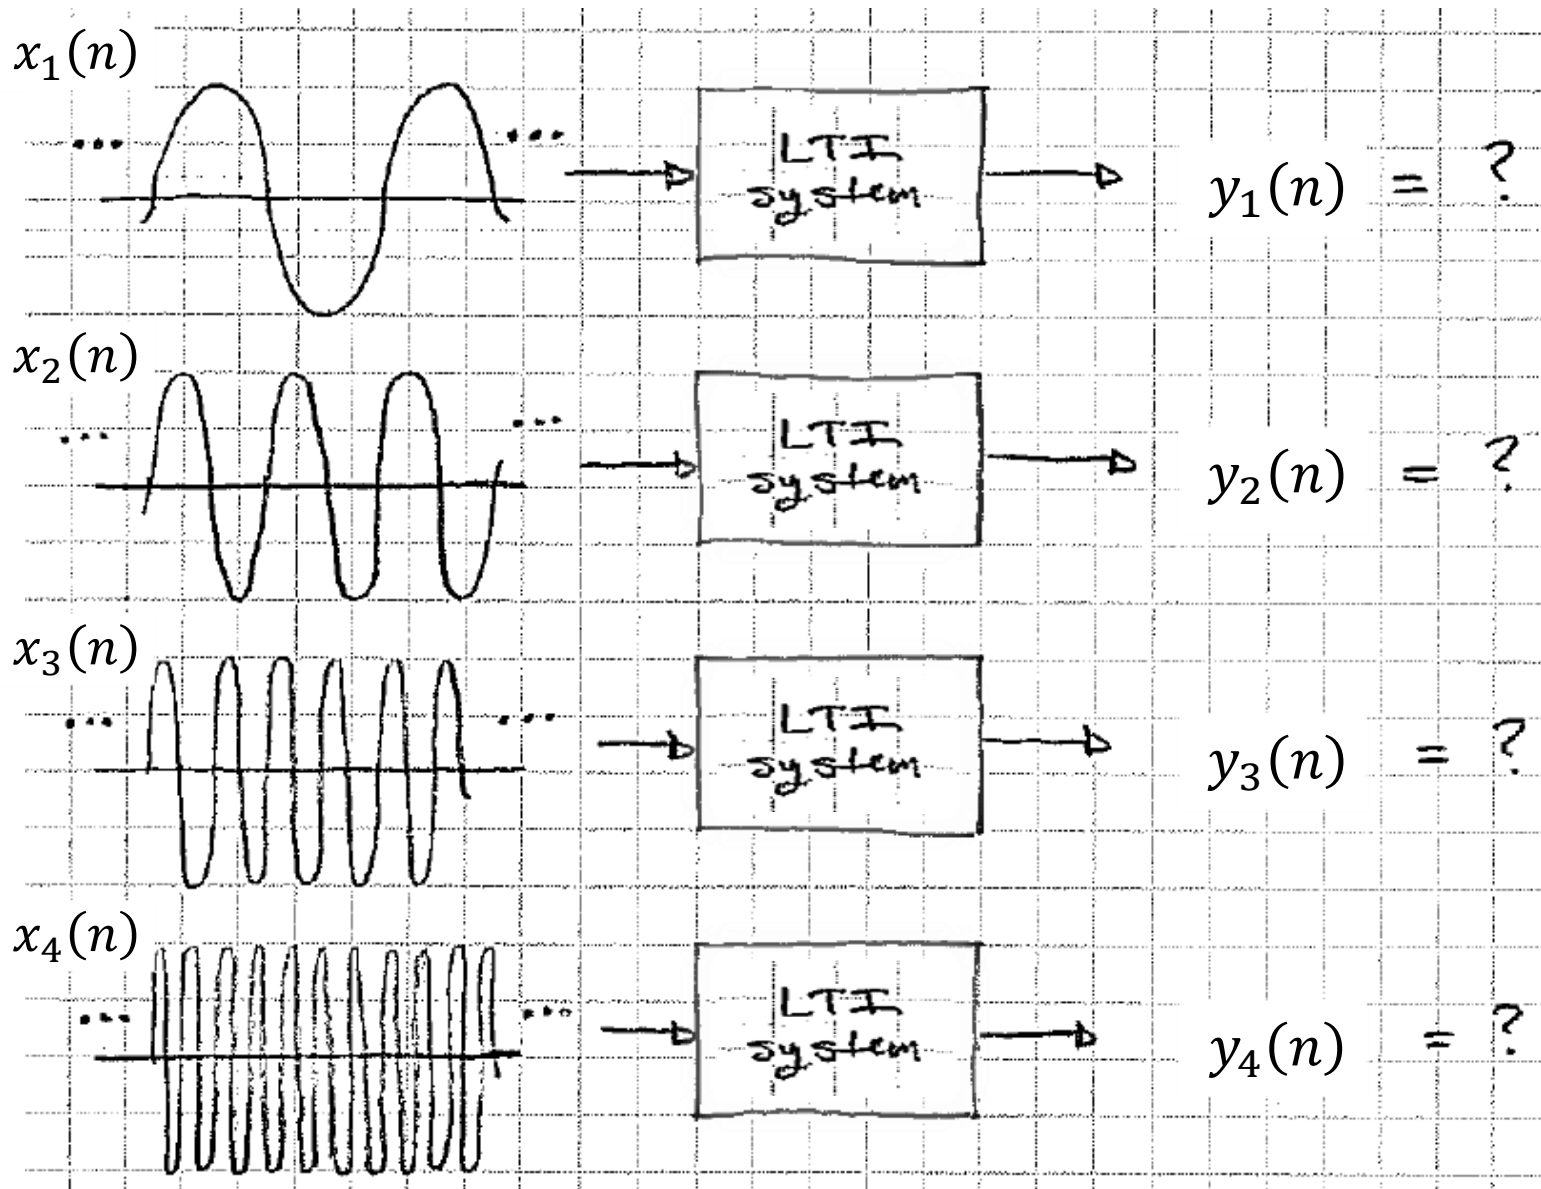 x₁(n)
... ... LTI system y₁(n) = ?
x₂(n)
... ... LTI system y₂(n) = ?
x₃(n)
... ... LTI system y₃(n) = ?
x₄(n)
... ... LTI system y₄(n) = ?